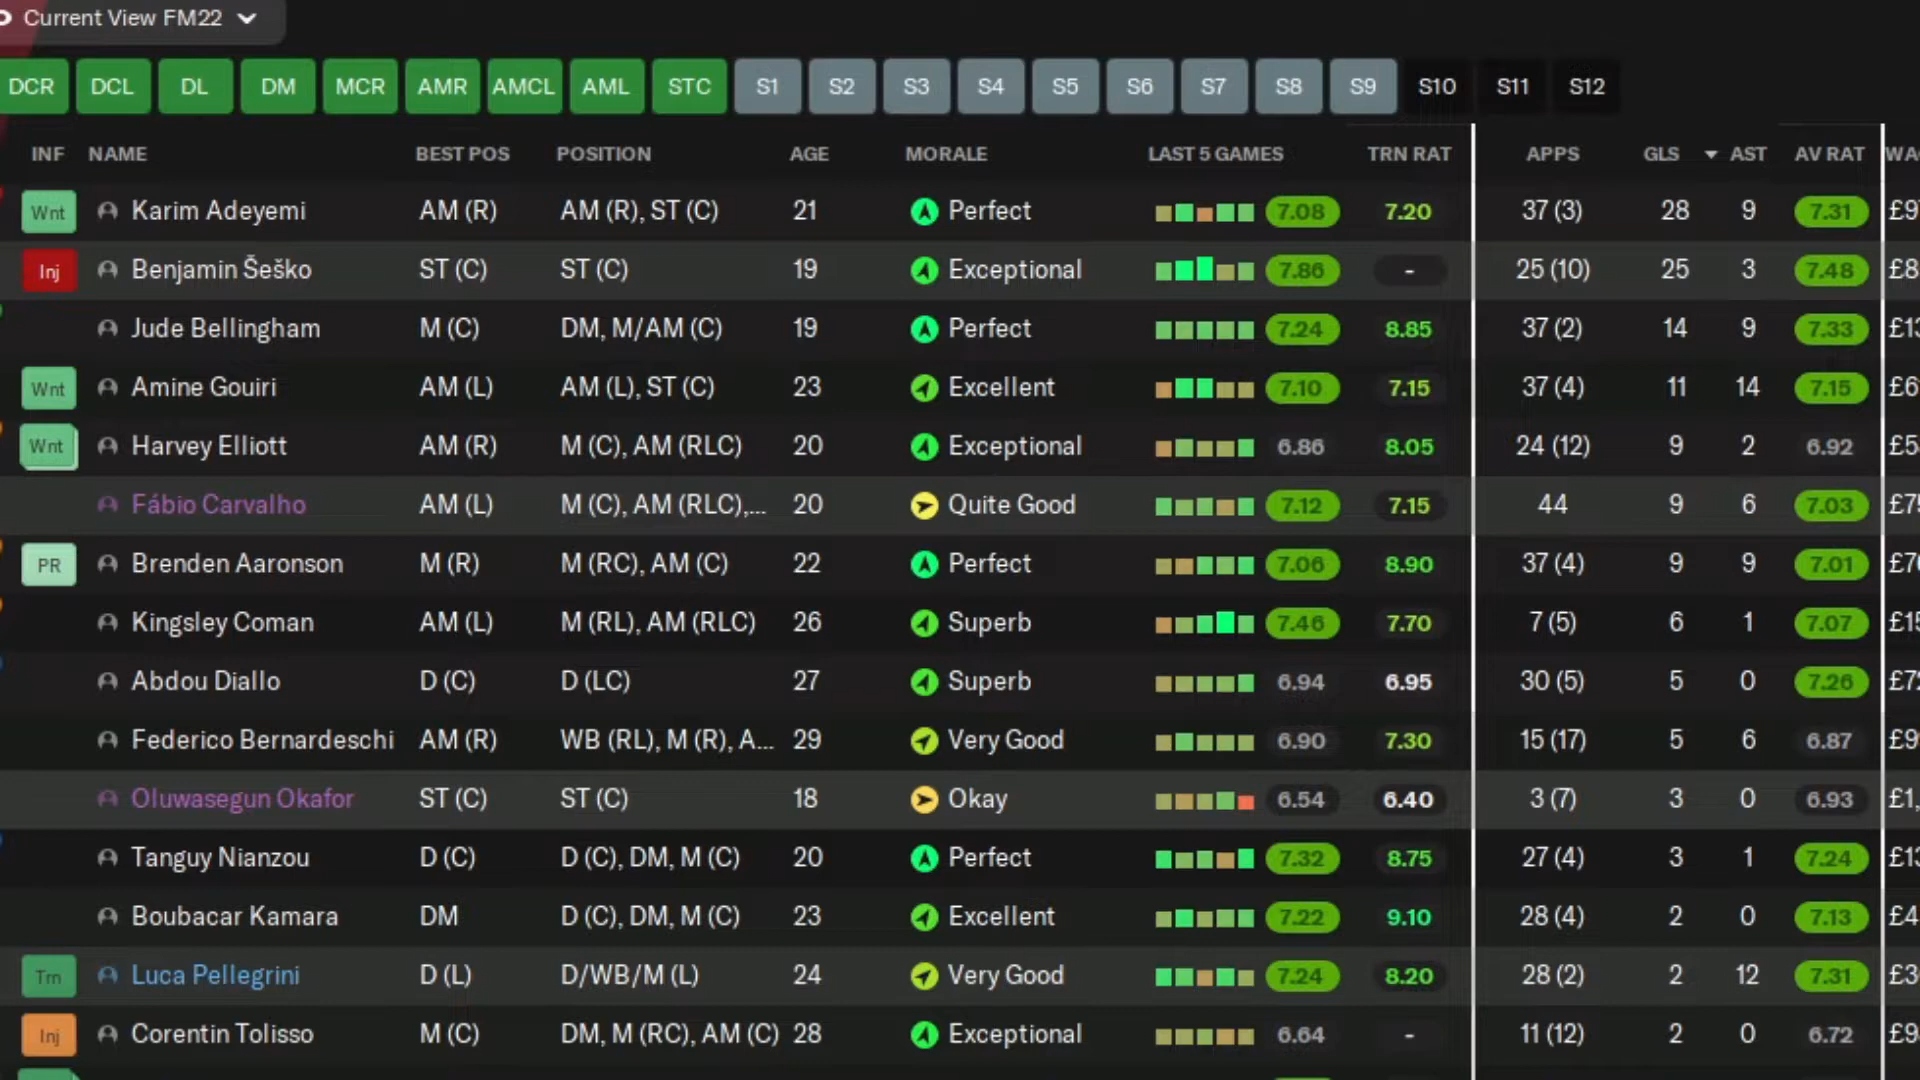 Current View FM22
DCR DCL DL DM MCR AMR AMCL AML STC S1 S2 S3 S4 S5 S6 S7 S8 S9 S10 S11 S12
INF NAME BEST POS POSITION AGE MORALE LAST 5 GAMES TRN RAT APPS GLS AST AV RAT
Wnt Karim Adeyemi AM (R) AM (R), ST (C) 21 Perfect 7.08 7.20 37 (3) 28 9 7.31
Inj Benjamin Šeško ST (C) ST (C) 19 Exceptional 7.86 - 25 (10) 25 3 7.48
Jude Bellingham M (C) DM, M/AM (C) 19 Perfect 7.24 8.85 37 (2) 14 9 7.33
Wnt Amine Gouiri AM (L) AM (L), ST (C) 23 Excellent 7.10 7.15 37 (4) 11 14 7.15
Wnt Harvey Elliott AM (R) M (C), AM (RLC) 20 Exceptional 6.86 8.05 24 (12) 9 2 6.92
Fábio Carvalho AM (L) M (C), AM (RLC),... 20 Quite Good 7.12 7.15 44 9 6 7.03
PR Brenden Aaronson M (R) M (RC), AM (C) 22 Perfect 7.06 8.90 37 (4) 9 9 7.01
Kingsley Coman AM (L) M (RL), AM (RLC) 26 Superb 7.46 7.70 7 (5) 6 1 7.07
Abdou Diallo D (C) D (LC) 27 Superb 6.94 6.95 30 (5) 5 0 7.26
Federico Bernardeschi AM (R) WB (RL), M (R), A... 29 Very Good 6.90 7.30 15 (17) 5 6 6.87
Oluwasegun Okafor ST (C) ST (C) 18 Okay 6.54 6.40 3 (7) 3 0 6.93
Tanguy Nianzou D (C) D (C), DM, M (C) 20 Perfect 7.32 8.75 27 (4) 3 1 7.24
Boubacar Kamara DM D (C), DM, M (C) 23 Excellent 7.22 9.10 28 (4) 2 0 7.13
Trn Luca Pellegrini D (L) D/WB/M (L) 24 Very Good 7.24 8.20 28 (2) 2 12 7.31
Inj Corentin Tolisso M (C) DM, M (RC), AM (C) 28 Exceptional 6.64 - 11 (12) 2 0 6.72